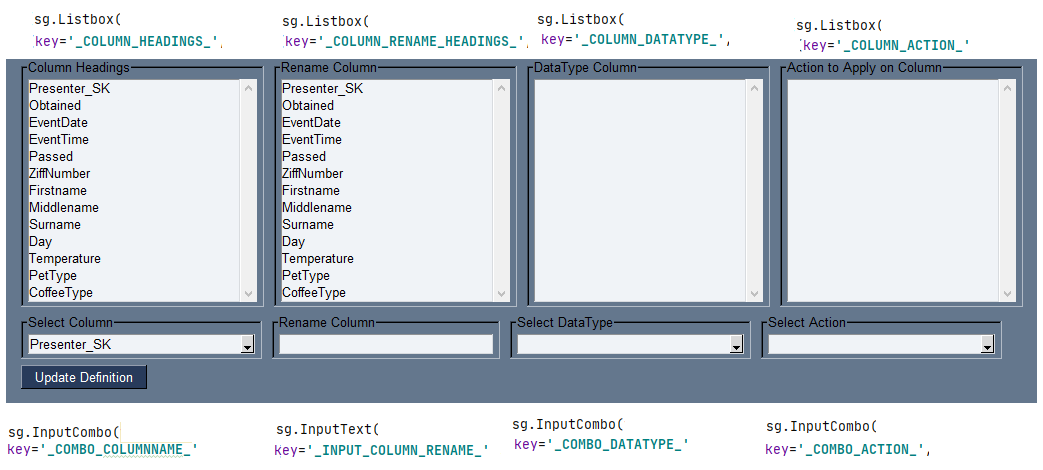 sg.Listbox(
key='_COLUMN_HEADINGS_',
sg.Listbox(
key='_COLUMN_RENAME_HEADINGS_',
sg.Listbox(
key='_COLUMN_DATATYPE_',
sg.Listbox(
key='_COLUMN_ACTION_'
Column Headings
Presenter_SK
Obtained
EventDate
EventTime
Passed
ZiffNumber
Firstname
Middlename
Surname
Day
Temperature
PetType
CoffeeType
Rename Column
Presenter_SK
Obtained
EventDate
EventTime
Passed
ZiffNumber
Firstname
Middlename
Surname
Day
Temperature
PetType
CoffeeType
DataType Column
Action to Apply on Column
Select Column
Presenter_SK
Rename Column
Select DataType
Select Action
Update Definition
sg.InputCombo(
key='_COMBO_COLUMNNAME_'
sg.InputText(
key='_INPUT_COLUMN_RENAME_'
sg.InputCombo(
key='_COMBO_DATATYPE_'
sg.InputCombo(
key='_COMBO_ACTION_',